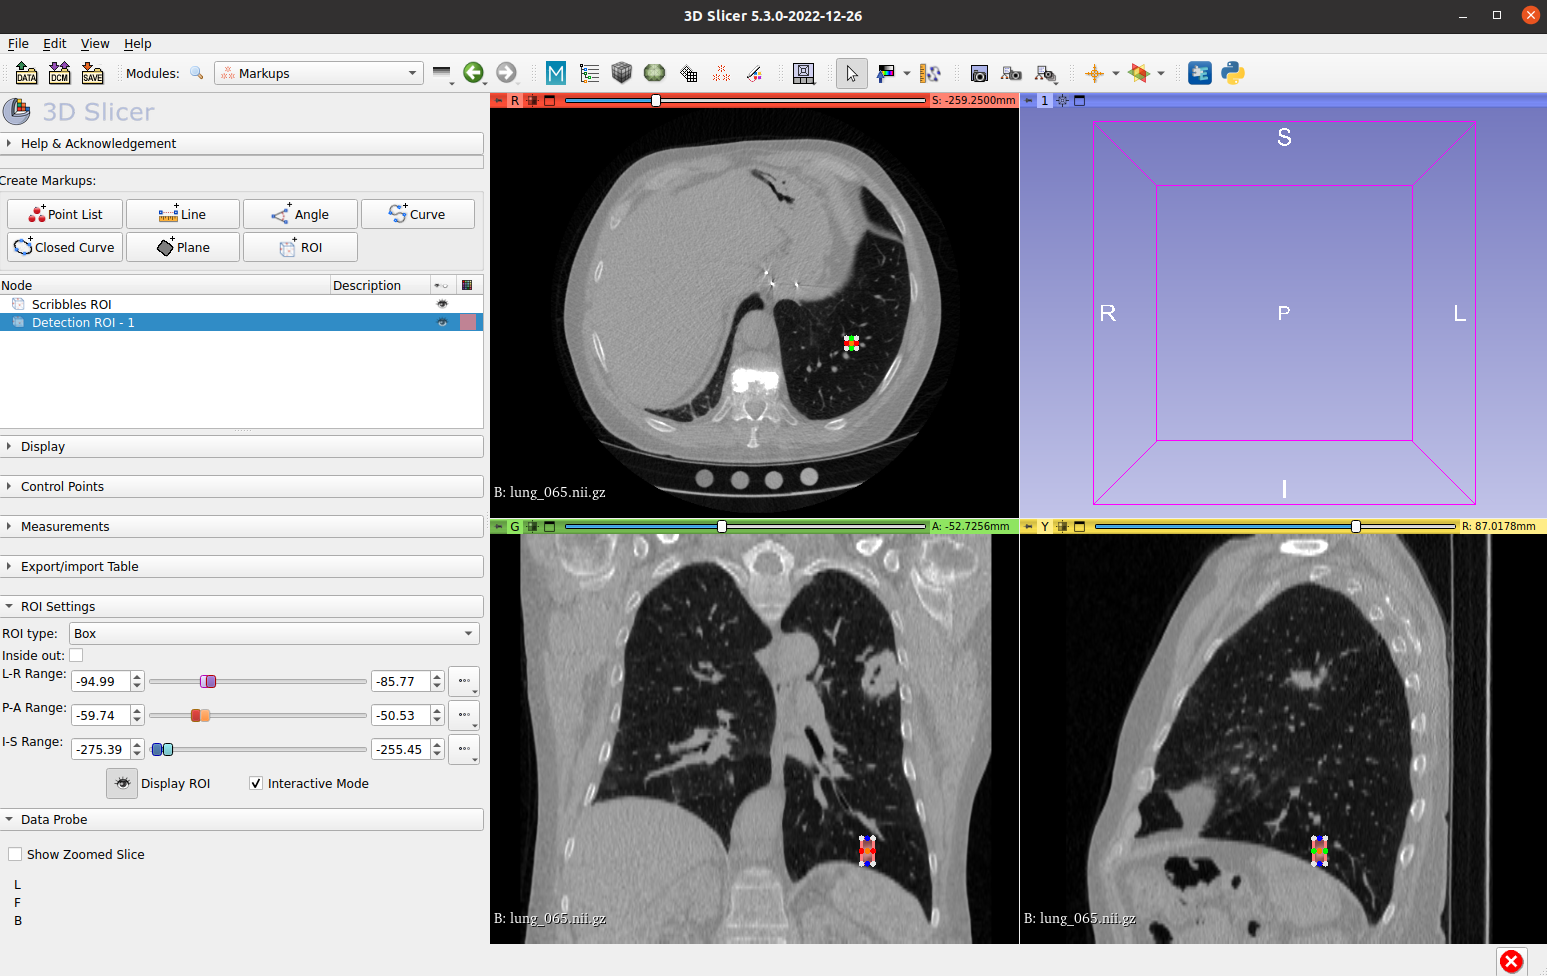 3D Slicer 5.3.0-2022-12-26
File Edit View Help
DATA DCM SAVE Modules: Markups M
3D Slicer
Help & Acknowledgement
Create Markups:
Point List Line Angle Curve
Closed Curve Plane ROI
Node Description
Scribbles ROI
Detection ROI - 1
Display
Control Points
Measurements
Export/import Table
ROI Settings
ROI type: Box
Inside out:
L-R Range: -94.99 -85.77
P-A Range: -59.74 -50.53
I-S Range: -275.39 -255.45
Display ROI Interactive Mode
Data Probe
Show Zoomed Slice
L
F
B
R S: -259.2500mm
B: lung_065.nii.gz
1
S
R P L
I
G A: -52.7256mm
B: lung_065.nii.gz
Y R: 87.0178mm
B: lung_065.nii.gz